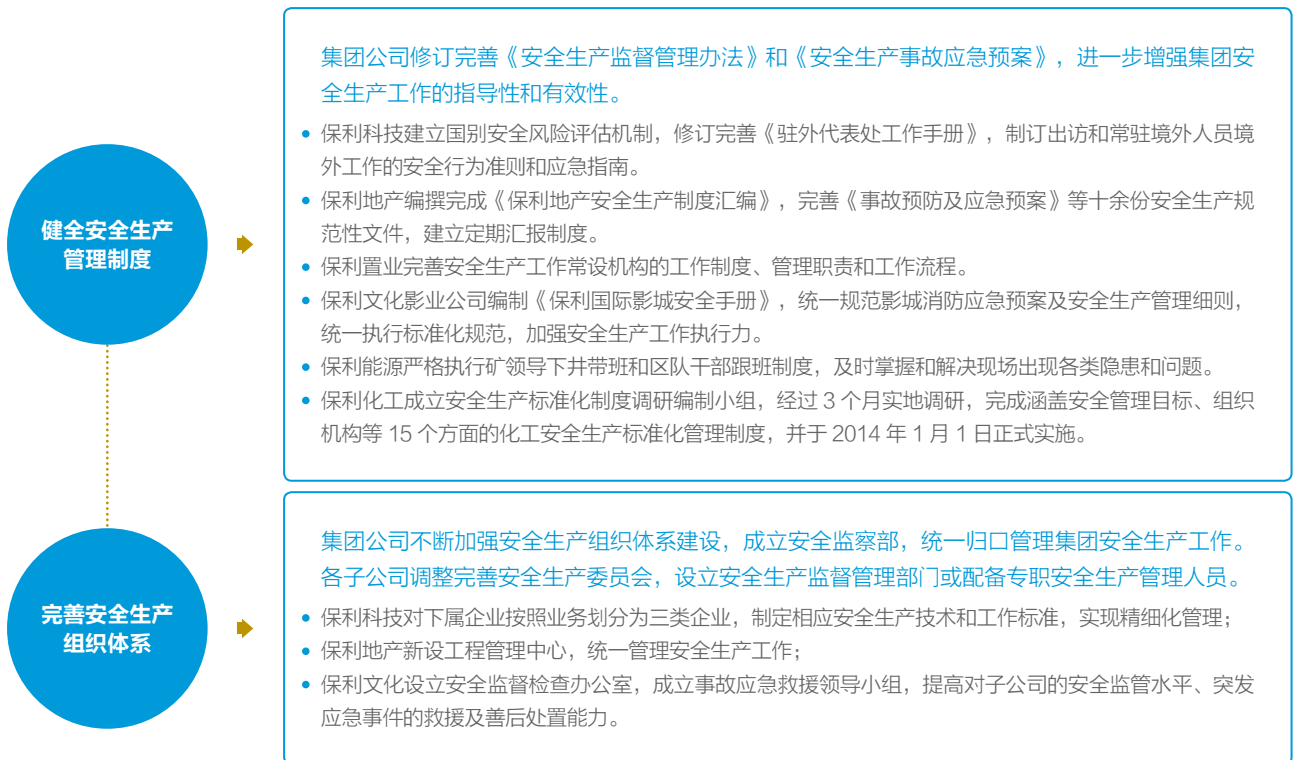 健全安全生产
管理制度
集团公司修订完善《安全生产监督管理办法》和《安全生产事故应急预案》，进一步增强集团安
全生产工作的指导性和有效性。
• 保利科技建立国别安全风险评估机制，修订完善《驻外代表处工作手册》，制订出访和常驻境外人员境
外工作的安全行为准则和应急指南。
• 保利地产编撰完成《保利地产安全生产制度汇编》，完善《事故预防及应急预案》等十余份安全生产规
范性文件，建立定期汇报制度。
• 保利置业完善安全生产工作常设机构的工作制度、管理职责和工作流程。
• 保利文化影业公司编制《保利国际影城安全手册》，统一规范影城消防应急预案及安全生产管理细则，
统一执行标准化规范，加强安全生产工作执行力。
• 保利能源严格执行矿领导下井带班和区队干部跟班制度，及时掌握和解决现场出现各类隐患和问题。
• 保利化工成立安全生产标准化制度调研编制小组，经过 3 个月实地调研，完成涵盖安全管理目标、组织
机构等 15 个方面的化工安全生产标准化管理制度，并于 2014 年 1 月 1 日正式实施。
完善安全生产
组织体系
集团公司不断加强安全生产组织体系建设，成立安全监察部，统一归口管理集团安全生产工作。
各子公司调整完善安全生产委员会，设立安全生产监督管理部门或配备专职安全生产管理人员。
• 保利科技对下属企业按照业务划分为三类企业，制定相应安全生产技术和工作标准，实现精细化管理；
• 保利地产新设工程管理中心，统一管理安全生产工作；
• 保利文化设立安全监督检查办公室，成立事故应急救援领导小组，提高对子公司的安全监管水平、突发
应急事件的救援及善后处置能力。